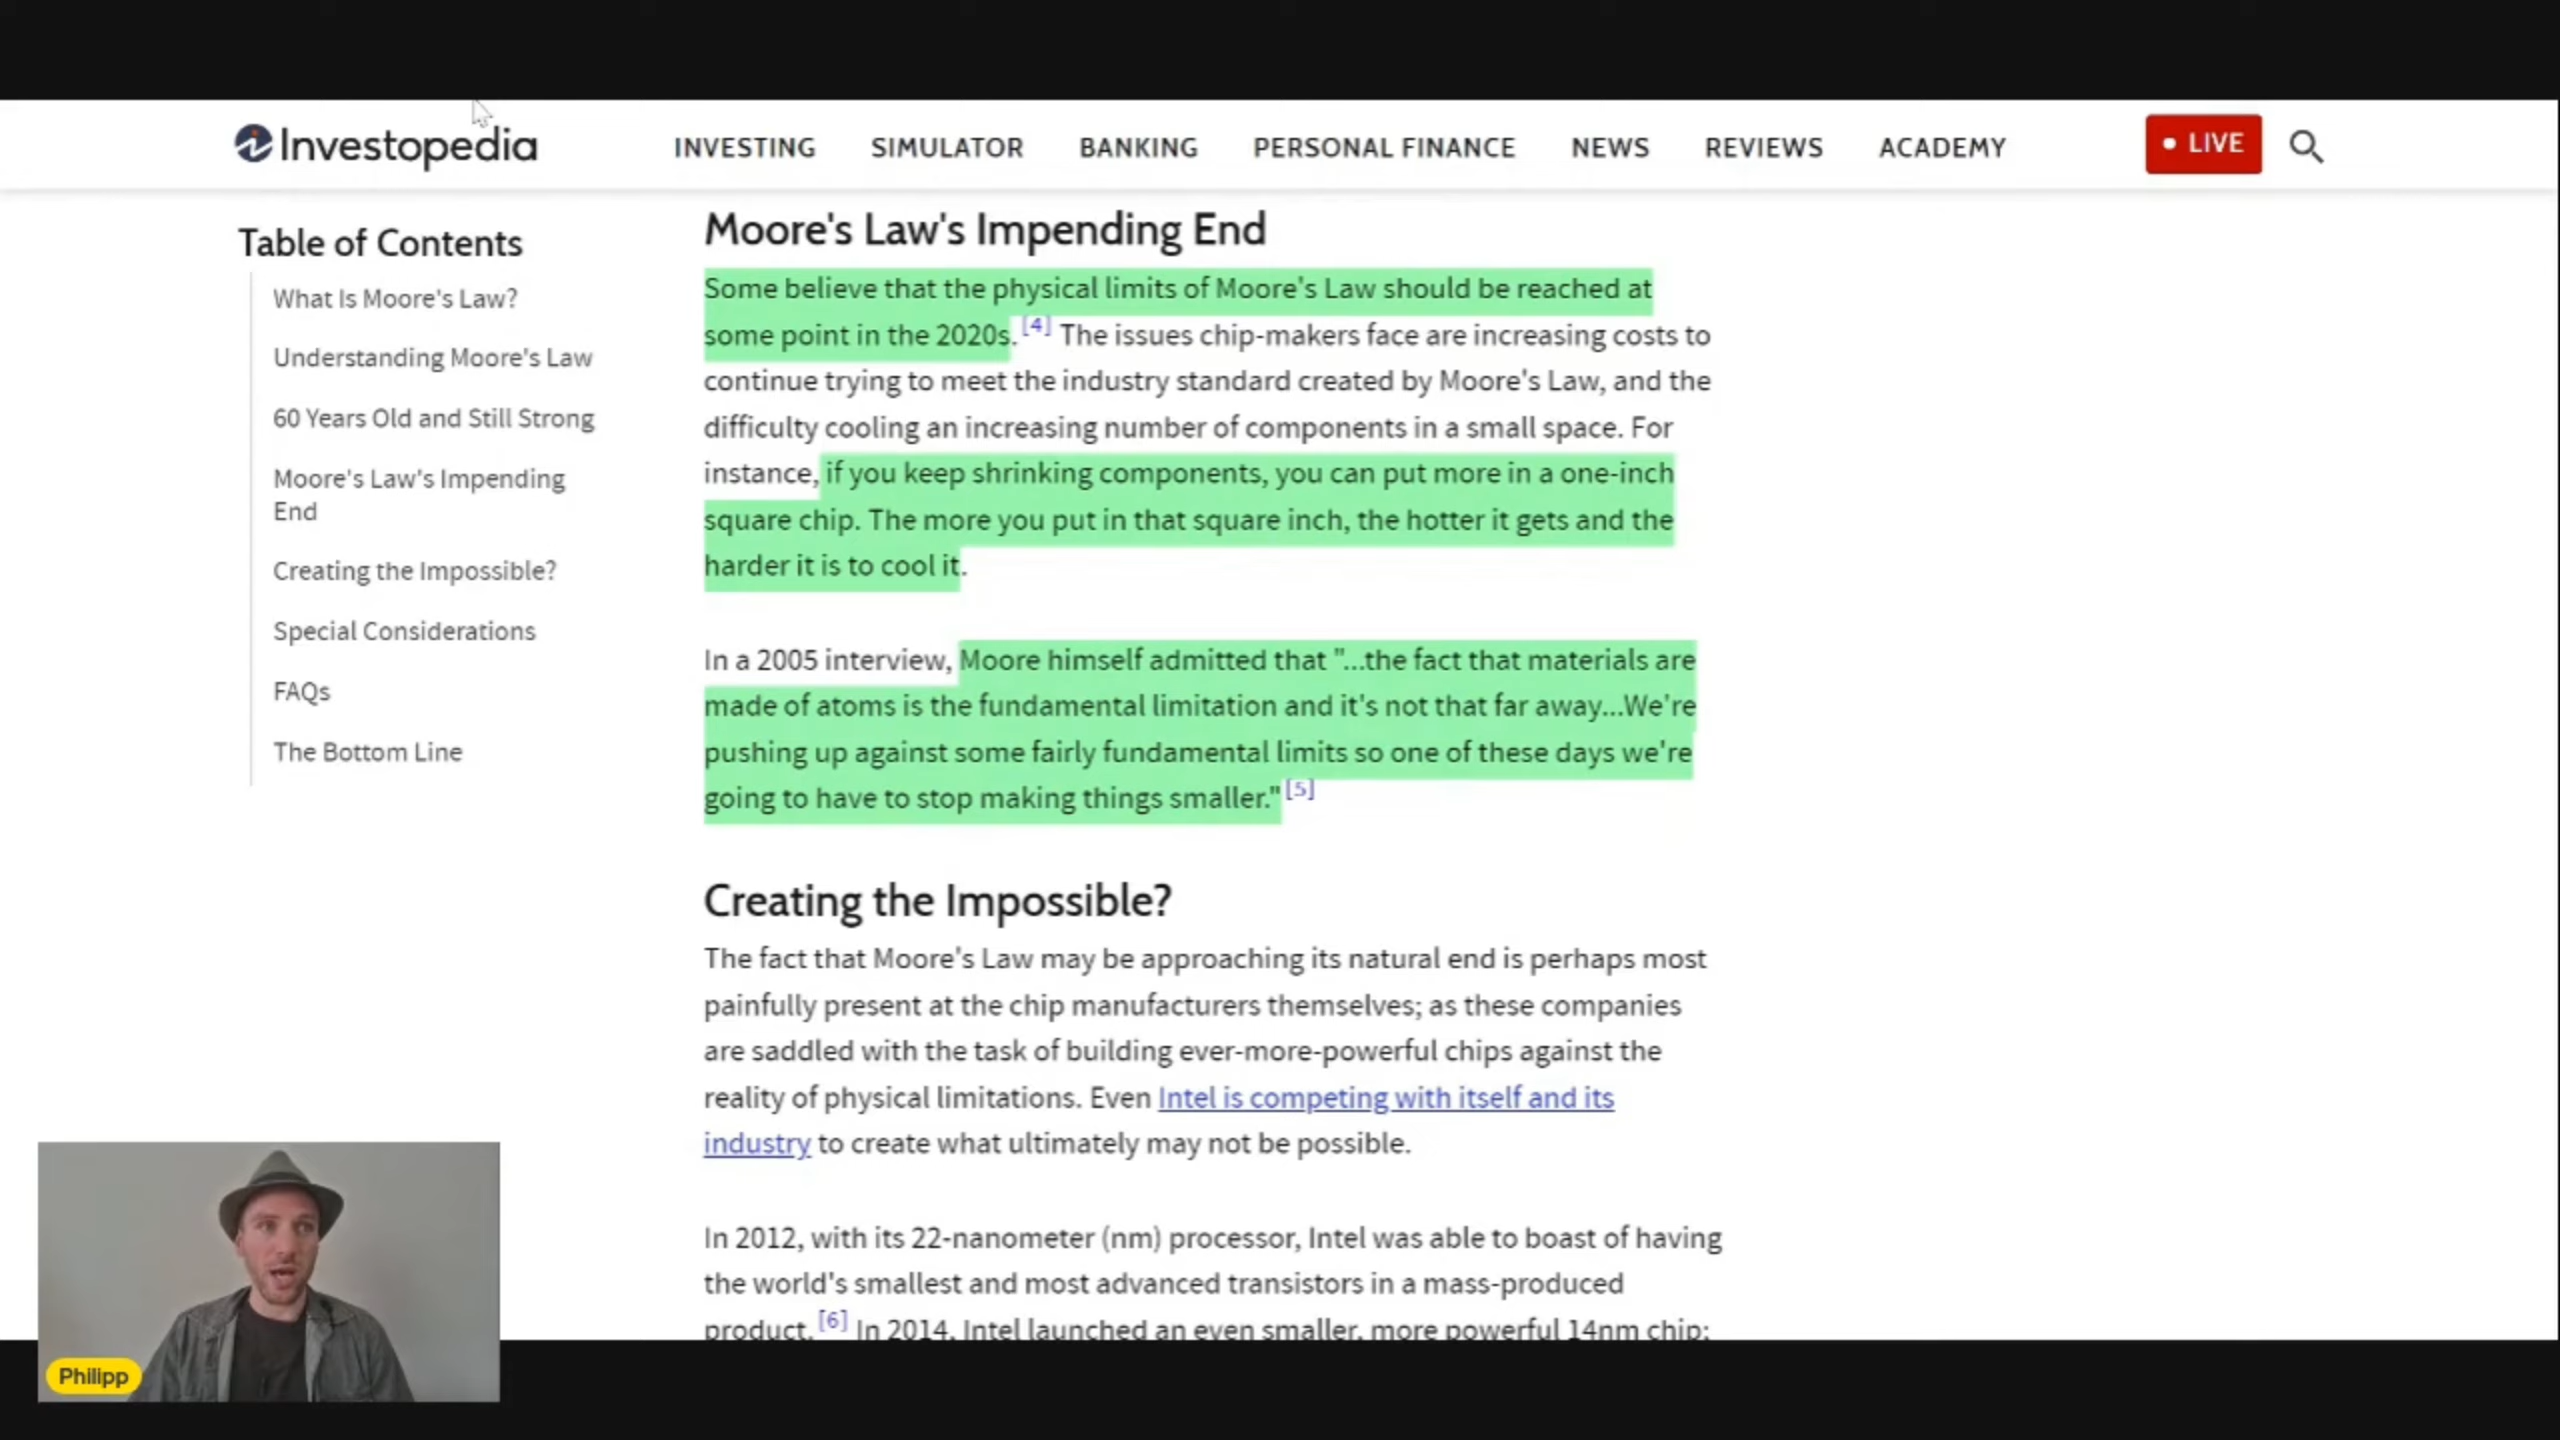 Investopedia
INVESTING
SIMULATOR
BANKING
PERSONAL FINANCE
NEWS
REVIEWS
ACADEMY
LIVE
Table of Contents
What Is Moore's Law?
Understanding Moore's Law
60 Years Old and Still Strong
Moore's Law's Impending
End
Creating the Impossible?
Special Considerations
FAQs
The Bottom Line
Moore's Law's Impending End
Some believe that the physical limits of Moore's Law should be reached at
some point in the 2020s. [4] The issues chip-makers face are increasing costs to
continue trying to meet the industry standard created by Moore's Law, and the
difficulty cooling an increasing number of components in a small space. For
instance, if you keep shrinking components, you can put more in a one-inch
square chip. The more you put in that square inch, the hotter it gets and the
harder it is to cool it.
In a 2005 interview, Moore himself admitted that "...the fact that materials are
made of atoms is the fundamental limitation and it's not that far away...We're
pushing up against some fairly fundamental limits so one of these days we're
going to have to stop making things smaller." [5]
Creating the Impossible?
The fact that Moore's Law may be approaching its natural end is perhaps most
painfully present at the chip manufacturers themselves; as these companies
are saddled with the task of building ever-more-powerful chips against the
reality of physical limitations. Even Intel is competing with itself and its
industry to create what ultimately may not be possible.
In 2012, with its 22-nanometer (nm) processor, Intel was able to boast of having
the world's smallest and most advanced transistors in a mass-produced
product. [6] In 2014, Intel launched an even smaller, more powerful 14nm chip;
Philipp